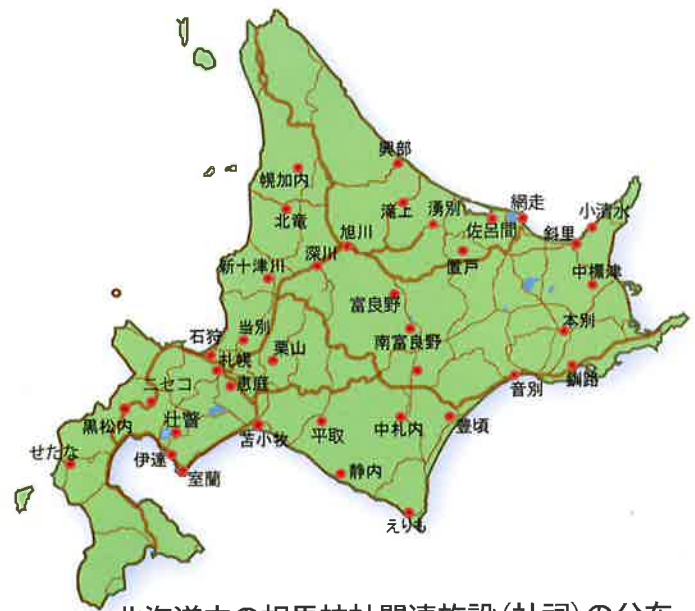 興部
幌加内
網走
小清水
北竜
滝上
湧別
佐呂間
斜里
旭川
深川
置戸
新十津川
中標津
富良野
石狩
当別
本別
南富良野
札幌
栗山
ニセコ
恵庭
音別
釧路
黒松内
壮瞥
苫小牧
平取
中札内
豊頃
せたな
伊達
室蘭
静内
えりも